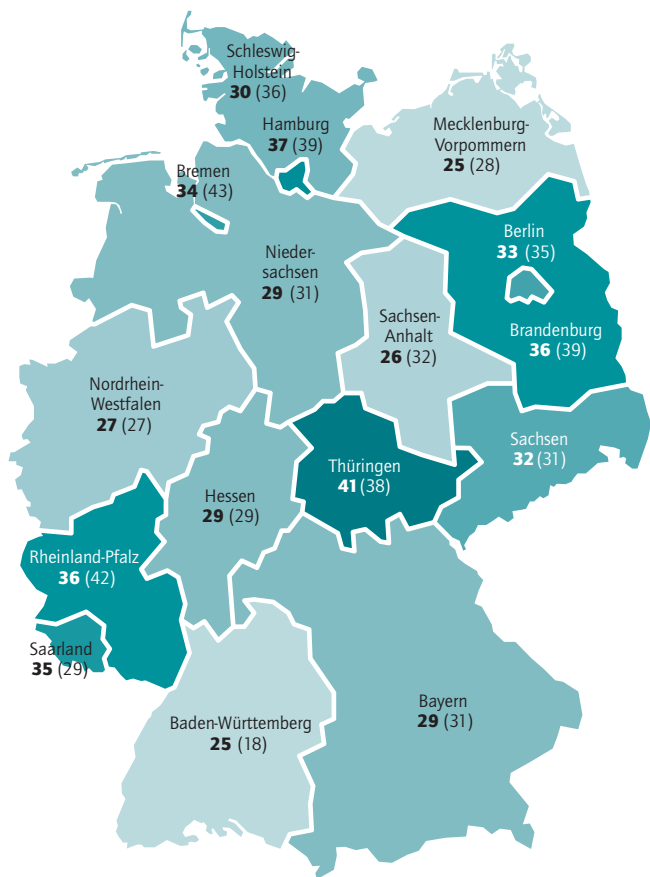 Schleswig-
Holstein
30 (36)
Hamburg
37 (39)
Mecklenburg-
Vorpommern
25 (28)
Bremen
34 (43)
Berlin
33 (35)
Nieder-
sachsen
29 (31)
Sachsen-
Anhalt
26 (32)
Brandenburg
36 (39)
Nordrhein-
Westfalen
27 (27)
Sachsen
32 (31)
Thüringen
41 (38)
Hessen
29 (29)
Rheinland-Pfalz
36 (42)
Saarland
35 (29)
Bayern
29 (31)
Baden-Württemberg
25 (18)